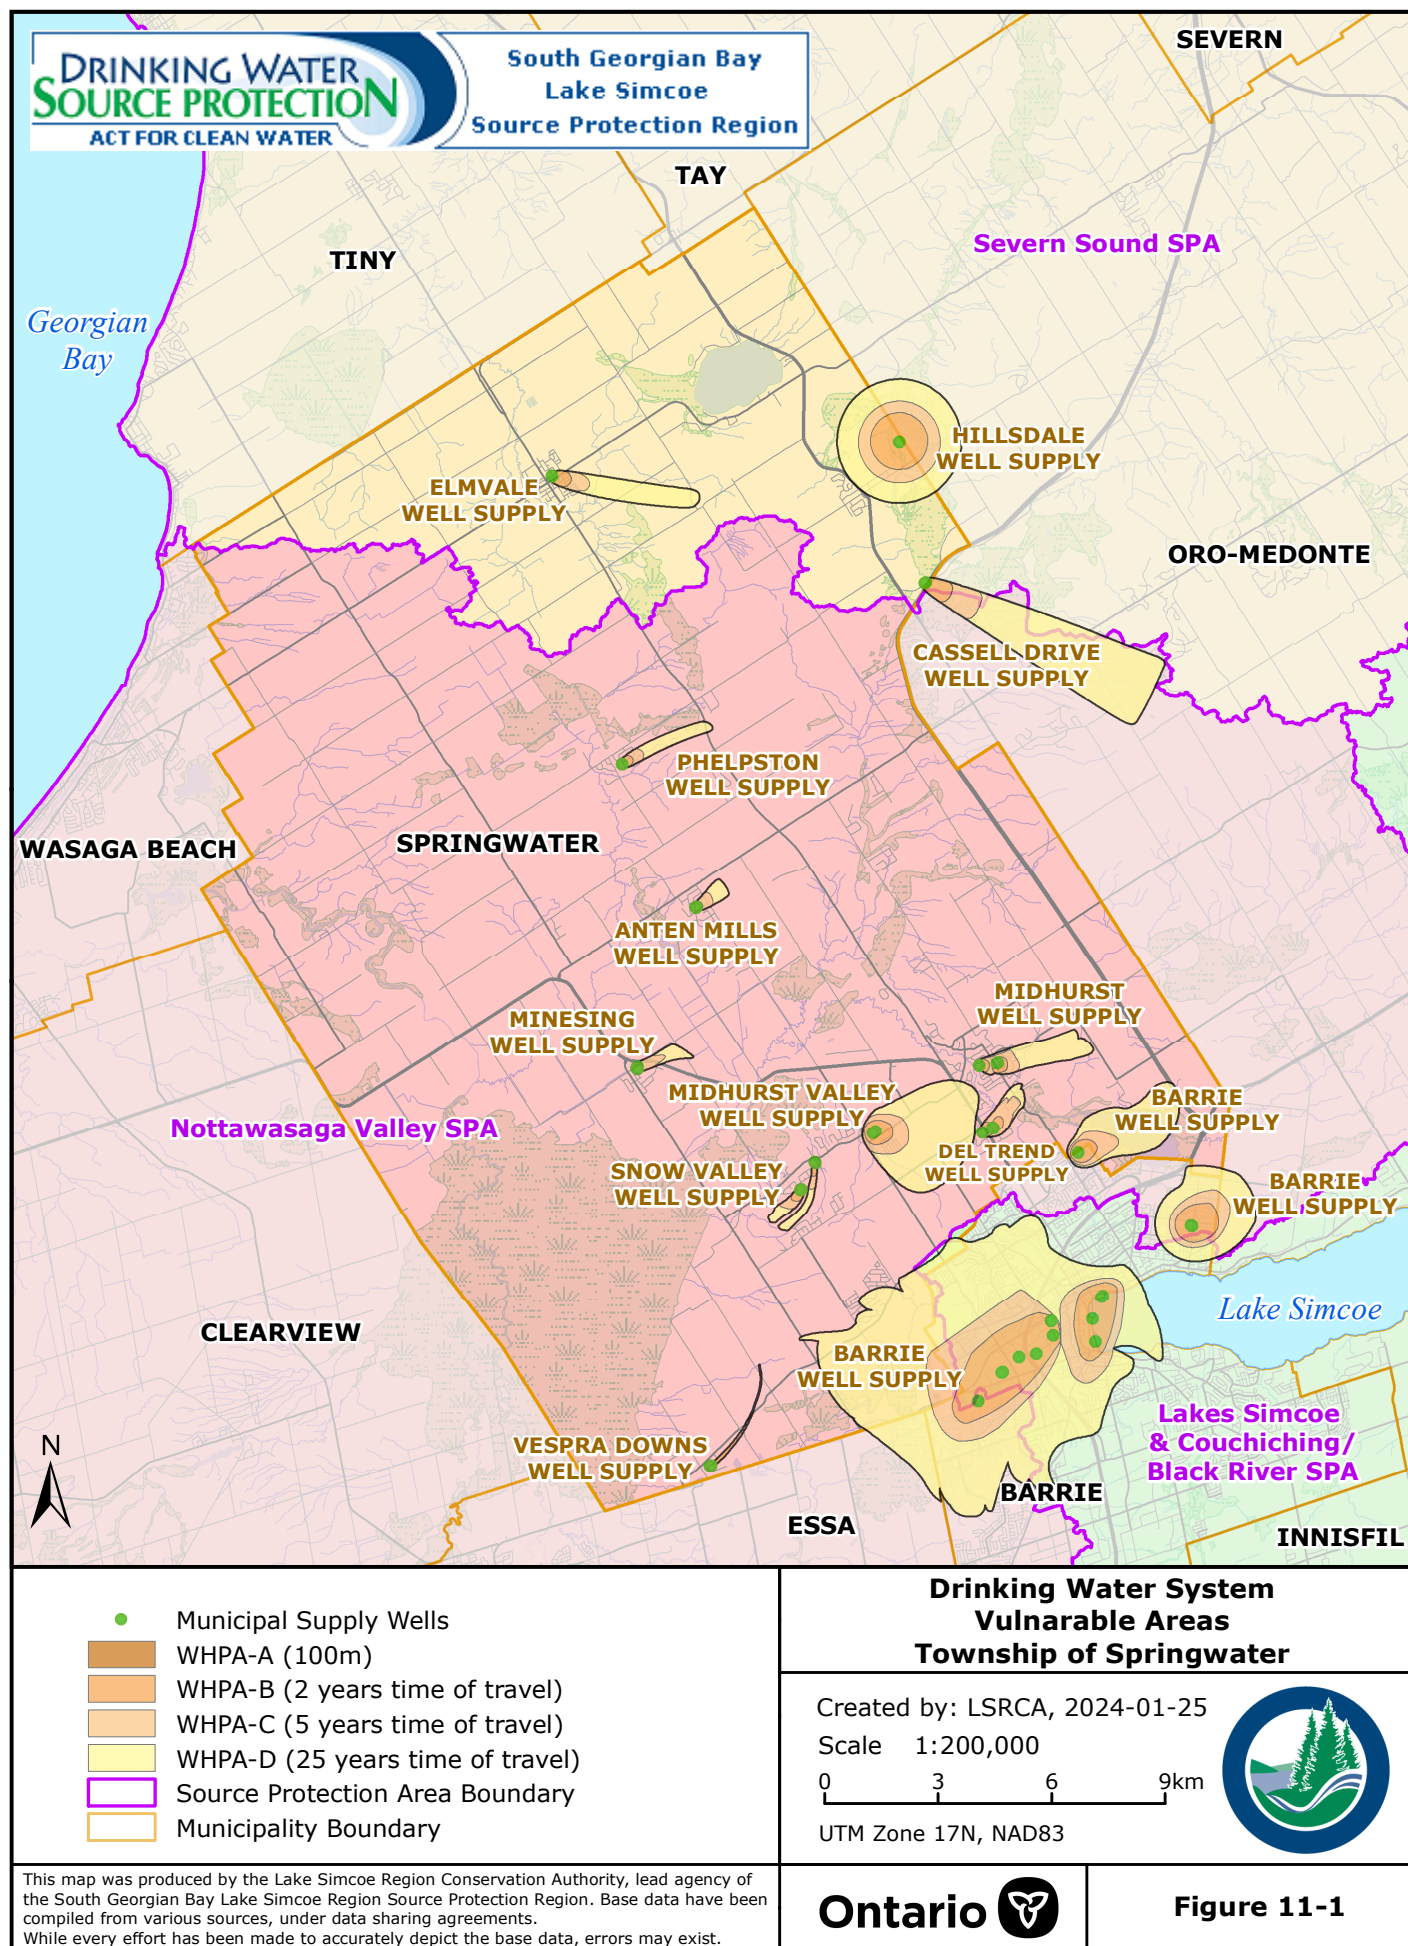 DRINKING WATER
SOURCE PROTECTION
ACT FOR CLEAN WATER
South Georgian Bay
Lake Simcoe
Source Protection Region
SEVERN
TAY
TINY
Severn Sound SPA
Georgian
Bay
HILLSDALE
WELL SUPPLY
ELMVALE
WELL SUPPLY
ORO-MEDONTE
CASSELL DRIVE
WELL SUPPLY
PHELPSTON
WELL SUPPLY
WASAGA BEACH
SPRINGWATER
ANTEN MILLS
WELL SUPPLY
MIDHURST
WELL SUPPLY
MINESING
WELL SUPPLY
MIDHURST VALLEY
WELL SUPPLY
BARRIE
WELL SUPPLY
Nottawasaga Valley SPA
DEL TREND
WELL SUPPLY
SNOW VALLEY
WELL SUPPLY
BARRIE
WELL SUPPLY
Lake Simcoe
CLEARVIEW
BARRIE
WELL SUPPLY
Lakes Simcoe
& Couchiching/
Black River SPA
N
VESPRA DOWNS
WELL SUPPLY
BARRIE
ESSA
INNISFIL
Municipal Supply Wells
WHPA-A (100m)
WHPA-B (2 years time of travel)
WHPA-C (5 years time of travel)
WHPA-D (25 years time of travel)
Source Protection Area Boundary
Municipality Boundary
Drinking Water System
Vulnarable Areas
Township of Springwater
Created by: LSRCA, 2024-01-25
Scale 1:200,000
0 3 6 9km
UTM Zone 17N, NAD83
This map was produced by the Lake Simcoe Region Conservation Authority, lead agency of
the South Georgian Bay Lake Simcoe Region Source Protection Region. Base data have been
compiled from various sources, under data sharing agreements.
While every effort has been made to accurately depict the base data, errors may exist.
Ontario
Figure 11-1